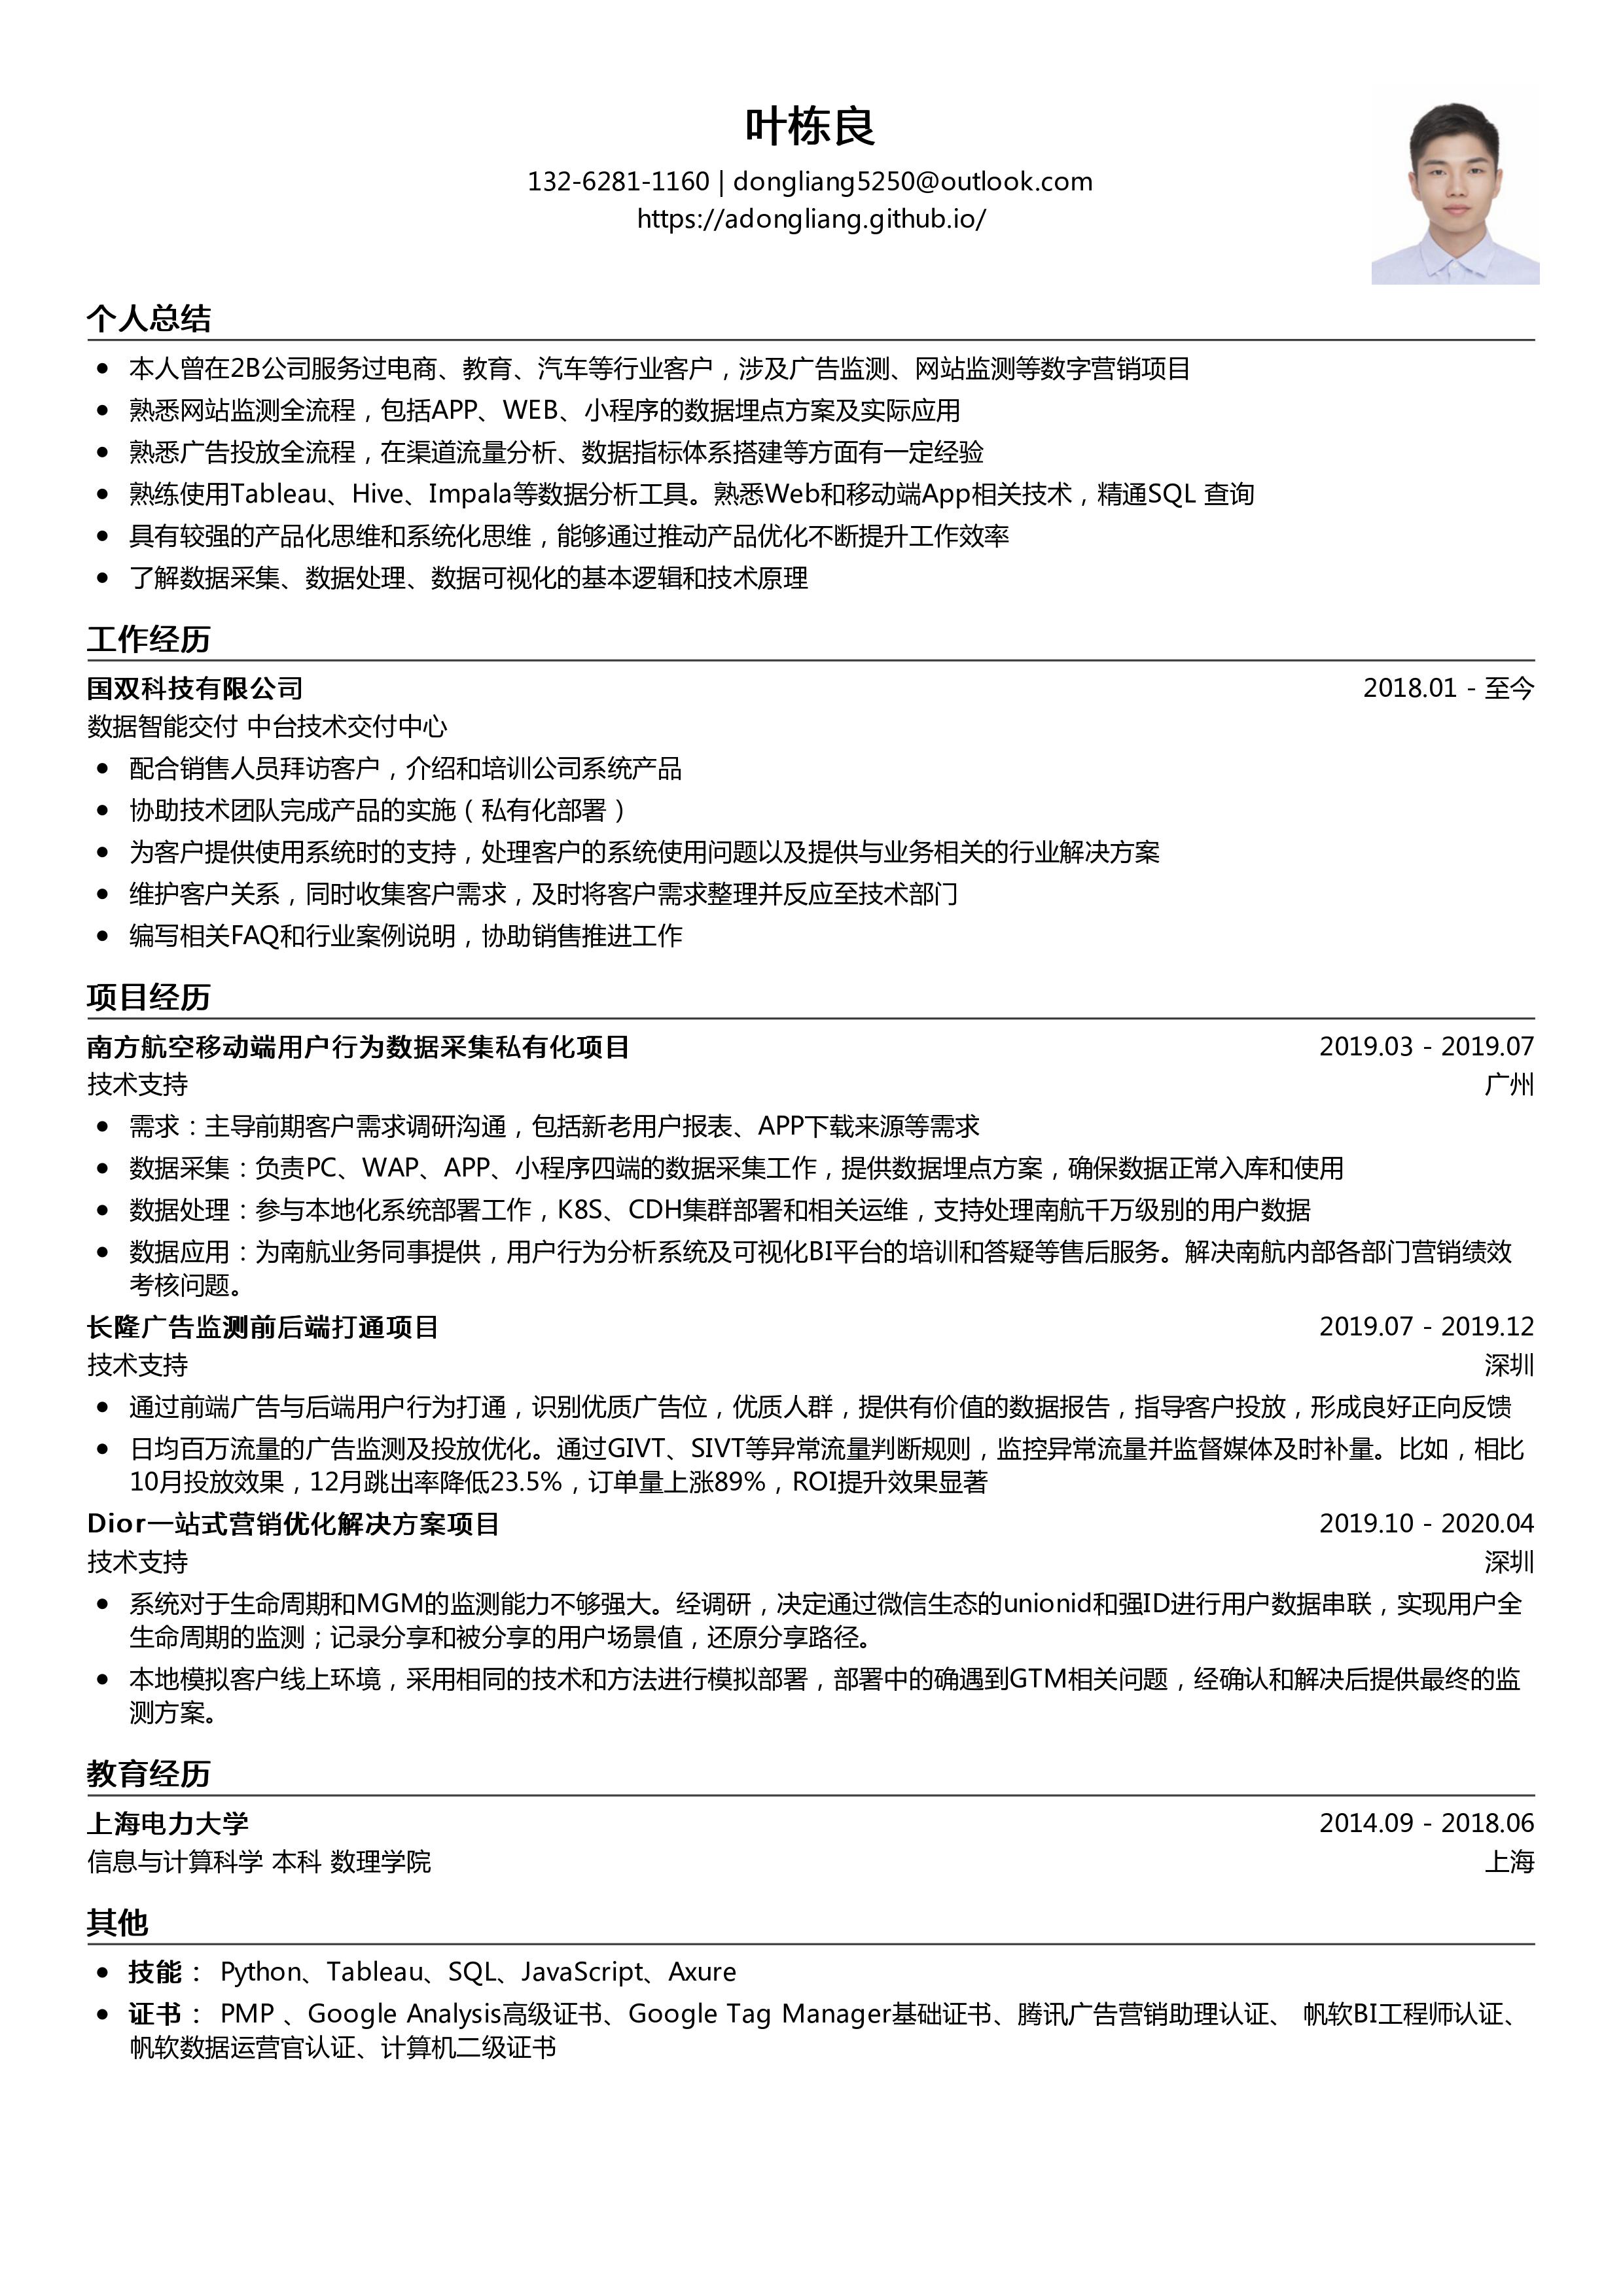 叶栋良
132-6281-1160 | dongliang5250@outlook.com
https://adongliang.github.io/
个人总结
● 本人曾在2B公司服务过电商、教育、汽车等行业客户，涉及广告监测、网站监测等数字营销项目
● 熟悉网站监测全流程，包括APP、WEB、小程序的数据埋点方案及实际应用
● 熟悉广告投放全流程，在渠道流量分析、数据指标体系搭建等方面有一定经验
● 熟练使用Tableau、Hive、Impala等数据分析工具。熟悉Web和移动端App相关技术，精通SQL 查询
● 具有较强的产品化思维和系统化思维，能够通过推动产品优化不断提升工作效率
● 了解数据采集、数据处理、数据可视化的基本逻辑和技术原理
工作经历
国双科技有限公司 2018.01 - 至今
数据智能交付 中台技术交付中心
● 配合销售人员拜访客户，介绍和培训公司系统产品
● 协助技术团队完成产品的实施（私有化部署）
● 为客户提供使用系统时的支持，处理客户的系统使用问题以及提供与业务相关的行业解决方案
● 维护客户关系，同时收集客户需求，及时将客户需求整理并反应至技术部门
● 编写相关FAQ和行业案例说明，协助销售推进工作
项目经历
南方航空移动端用户行为数据采集私有化项目 2019.03 - 2019.07
技术支持 广州
● 需求：主导前期客户需求调研沟通，包括新老用户报表、APP下载来源等需求
● 数据采集：负责PC、WAP、APP、小程序四端的数据采集工作，提供数据埋点方案，确保数据正常入库和使用
● 数据处理：参与本地化系统部署工作，K8S、CDH集群部署和相关运维，支持处理南航千万级别的用户数据
● 数据应用：为南航业务同事提供，用户行为分析系统及可视化BI平台的培训和答疑等售后服务。解决南航内部各部门营销绩效
考核问题。
长隆广告监测前后端打通项目 2019.07 - 2019.12
技术支持 深圳
● 通过前端广告与后端用户行为打通，识别优质广告位，优质人群，提供有价值的数据报告，指导客户投放，形成良好正向反馈
● 日均百万流量的广告监测及投放优化。通过GIVT、SIVT等异常流量判断规则，监控异常流量并监督媒体及时补量。比如，相比
10月投放效果，12月跳出率降低23.5%，订单量上涨89%，ROI提升效果显著
Dior一站式营销优化解决方案项目 2019.10 - 2020.04
技术支持 深圳
● 系统对于生命周期和MGM的监测能力不够强大。经调研，决定通过微信生态的unionid和强ID进行用户数据串联，实现用户全
生命周期的监测；记录分享和被分享的用户场景值，还原分享路径。
● 本地模拟客户线上环境，采用相同的技术和方法进行模拟部署，部署中的确遇到GTM相关问题，经确认和解决后提供最终的监
测方案。
教育经历
上海电力大学 2014.09 - 2018.06
信息与计算科学 本科 数理学院 上海
其他
● 技能： Python、Tableau、SQL、JavaScript、Axure
● 证书： PMP 、Google Analysis高级证书、Google Tag Manager基础证书、腾讯广告营销助理认证、 帆软BI工程师认证、
帆软数据运营官认证、计算机二级证书